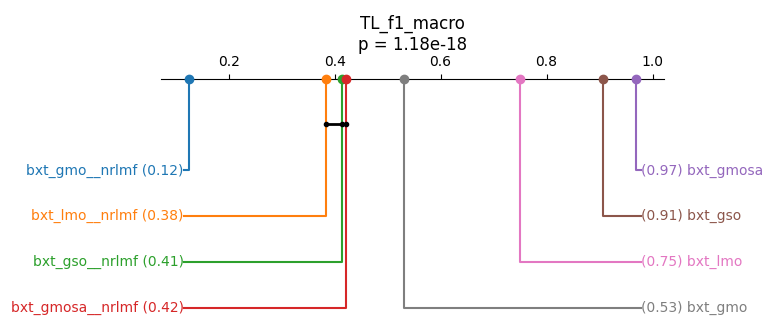 TL_f1_macro
p = 1.18e-18
0.2 0.4 0.6 0.8 1.0
bxt_gmo__nrlmf (0.12) (0.97) bxt_gmosa
bxt_lmo__nrlmf (0.38) (0.91) bxt_gso
bxt_gso__nrlmf (0.41) (0.75) bxt_lmo
bxt_gmosa__nrlmf (0.42) (0.53) bxt_gmo